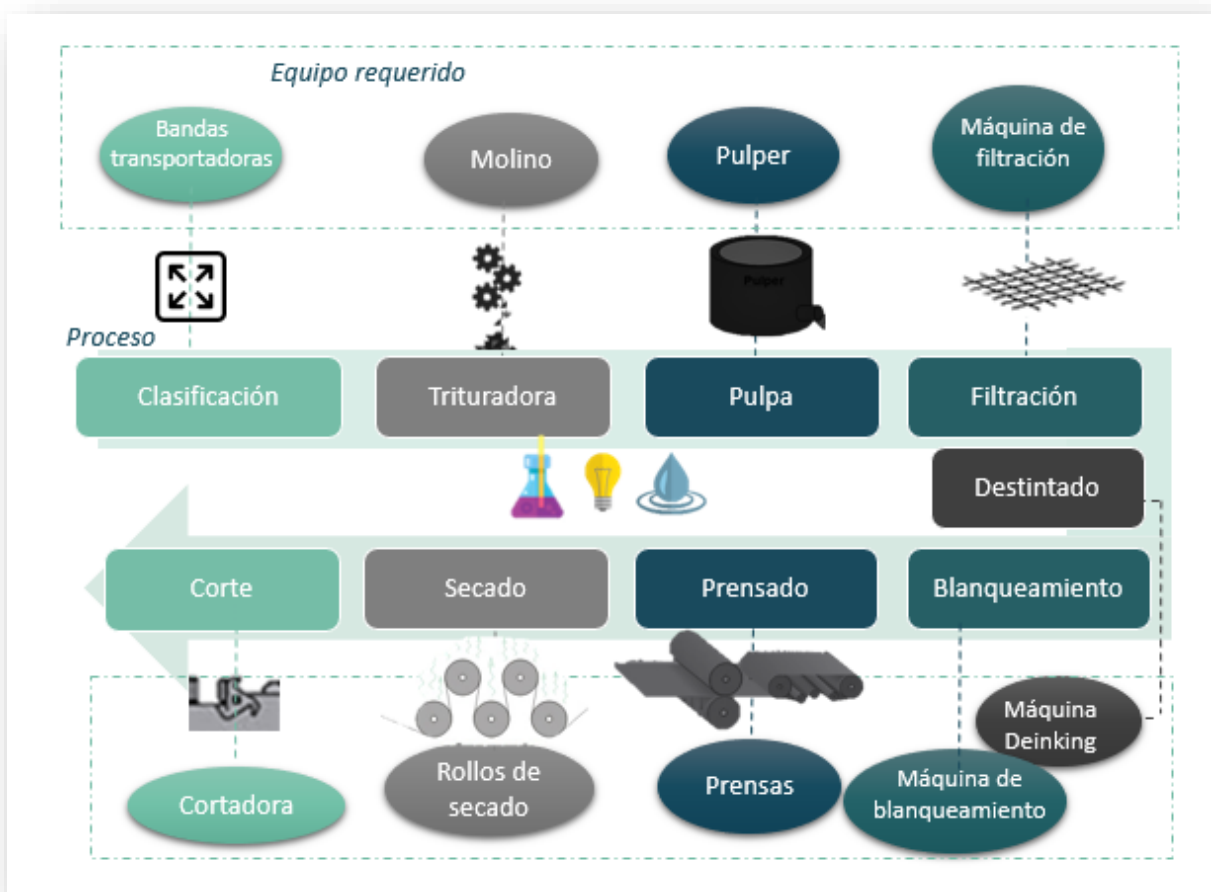 Equipo requerido
Bandas
transportadoras
Molino
Pulper
Máquina de
filtración
Pulper
Proceso
Clasificación
Trituradora
Pulpa
Filtración
Destintado
Corte
Secado
Prensado
Blanqueamiento
Máquina
Deinking
Cortadora
Rollos de
secado
Prensas
Máquina de
blanqueamiento